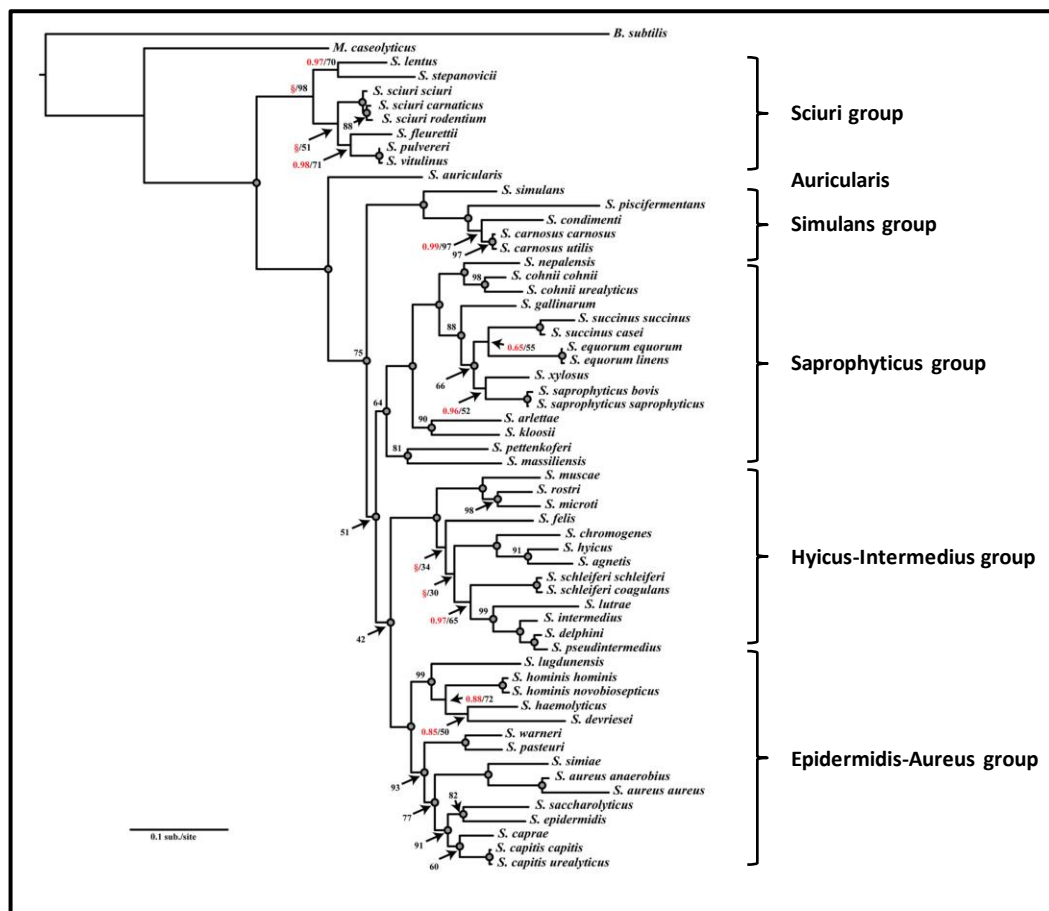 B. subtilis
M. caseolyticus
0.97/70
S. lentus
S. stepanovicii
§/98
S. sciuri sciuri
S. sciuri carnaticus
88
S. sciuri rodentium
Sciuri group
§/51
S. fleurettii
S. pulvereri
0.98/71
S. vitulinus
S. auricularis
Auricularis
S. simulans
S. piscifermentans
S. condimenti
Simulans group
S. carnosus carnosus
0.99/97
97
S. carnosus utilis
S. nepalensis
98
S. cohnii cohnii
S. cohnii urealyticus
S. gallinarum
88
S. succinus succinus
S. succinus casei
0.65/55
S. equorum equorum
S. equorum linens
75
Saprophyticus group
66
S. xylosus
S. saprophyticus bovis
0.96/52
S. saprophyticus saprophyticus
64
90
S. arlettae
S. kloosii
81
S. pettenkoferi
S. massiliensis
S. muscae
S. rostri
98
S. microti
51
S. felis
S. chromogenes
91
S. hyicus
Hyicus-Intermedius group
§/34
S. agnetis
S. schleiferi schleiferi
§/30
S. schleiferi coagulans
99
S. lutrae
0.97/65
S. intermedius
42
S. delphini
S. pseudintermedius
S. lugdunensis
99
S. hominis hominis
S. hominis novobiosepticus
0.88/72
S. haemolyticus
0.85/50
S. devriesei
S. warneri
S. pasteuri
Epidermidis-Aureus group
S. simiae
93
S. aureus anaerobius
S. aureus aureus
82
S. saccharolyticus
77
S. epidermidis
S. caprae
91
S. capitis capitis
60
S. capitis urealyticus
0.1 sub./site